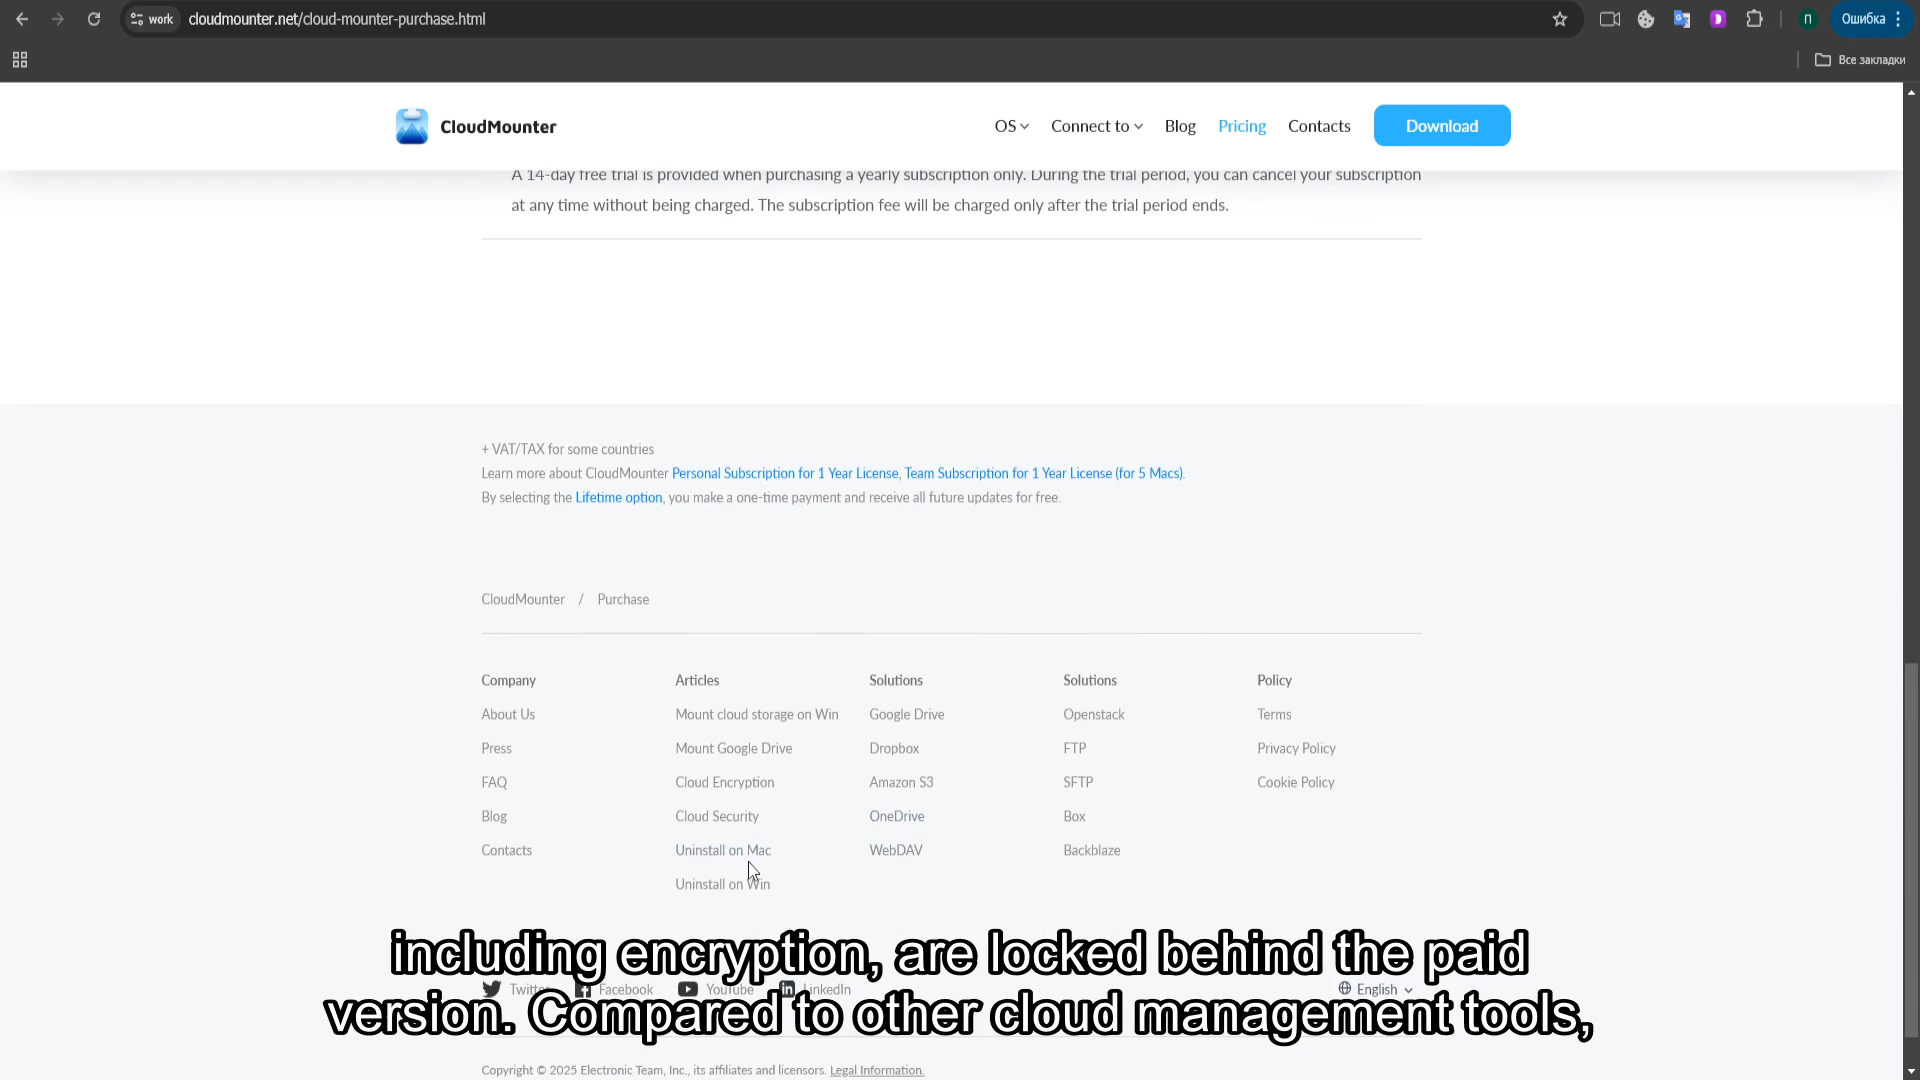 work
cloudmounter.net/cloud-mounter-purchase.html
П
Ошибка
Все закладки
CloudMounter
OS
Connect to
Blog
Pricing
Contacts
Download
A 14-day free trial is provided when purchasing a yearly subscription only. During the trial period, you can cancel your subscription
at any time without being charged. The subscription fee will be charged only after the trial period ends.
+ VAT/TAX for some countries
Learn more about CloudMounter Personal Subscription for 1 Year License, Team Subscription for 1 Year License (for 5 Macs).
By selecting the Lifetime option, you make a one-time payment and receive all future updates for free.
CloudMounter / Purchase
Company
About Us
Press
FAQ
Blog
Contacts
Articles
Mount cloud storage on Win
Mount Google Drive
Cloud Encryption
Cloud Security
Uninstall on Mac
Uninstall on Win
Solutions
Google Drive
Dropbox
Amazon S3
OneDrive
WebDAV
Solutions
Openstack
FTP
SFTP
Box
Backblaze
Policy
Terms
Privacy Policy
Cookie Policy
including encryption, are locked behind the paid
version. Compared to other cloud management tools,
Twitter
Facebook
YouTube
LinkedIn
English
Copyright © 2025 Electronic Team, Inc., its affiliates and licensors. Legal Information.